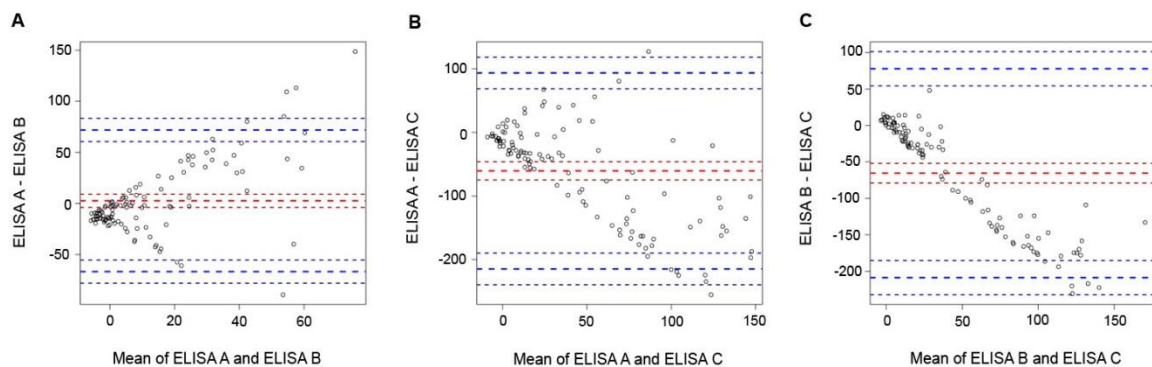 A
ELISA A - ELISA B
150
100
50
0
-50
0 20 40 60
Mean of ELISA A and ELISA B
B
ELISA A - ELISA C
100
0
-100
-200
0 50 100 150
Mean of ELISA A and ELISA C
C
ELISA B - ELISA C
100
50
0
-50
-100
-150
-200
0 50 100 150
Mean of ELISA B and ELISA C